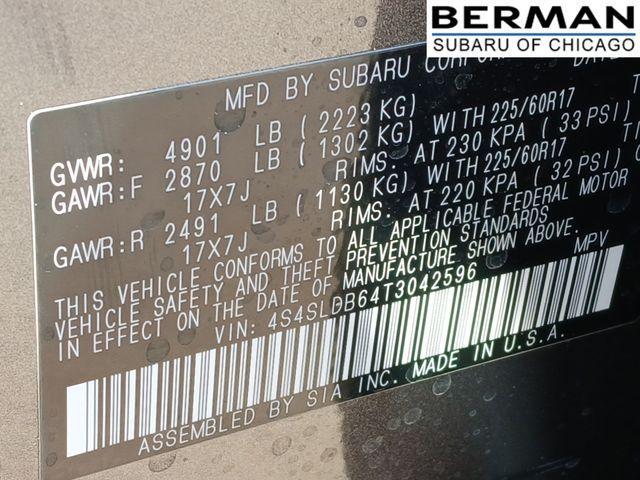 BERMAN
SUBARU OF CHICAGO
MFD BY SUBARU DATE
GVWR: 4901 LB ( 2223 KG)
GAWR:F 2870 LB ( 1302 KG) WITH 225/60R17
17X7J RIMS: AT 230 KPA ( 33 PSI)
GAWR:R 2491 LB ( 1130 KG) WITH 225/60R17
17X7J RIMS: AT 220 KPA ( 32 PSI)
THIS VEHICLE CONFORMS TO ALL APPLICABLE FEDERAL MOTOR
VEHICLE SAFETY AND THEFT PREVENTION STANDARDS
IN EFFECT ON THE DATE OF MANUFACTURE SHOWN ABOVE.
VIN: 4S4SLDB64T3042596 MPV
ASSEMBLED BY SIA INC. MADE IN U.S.A.